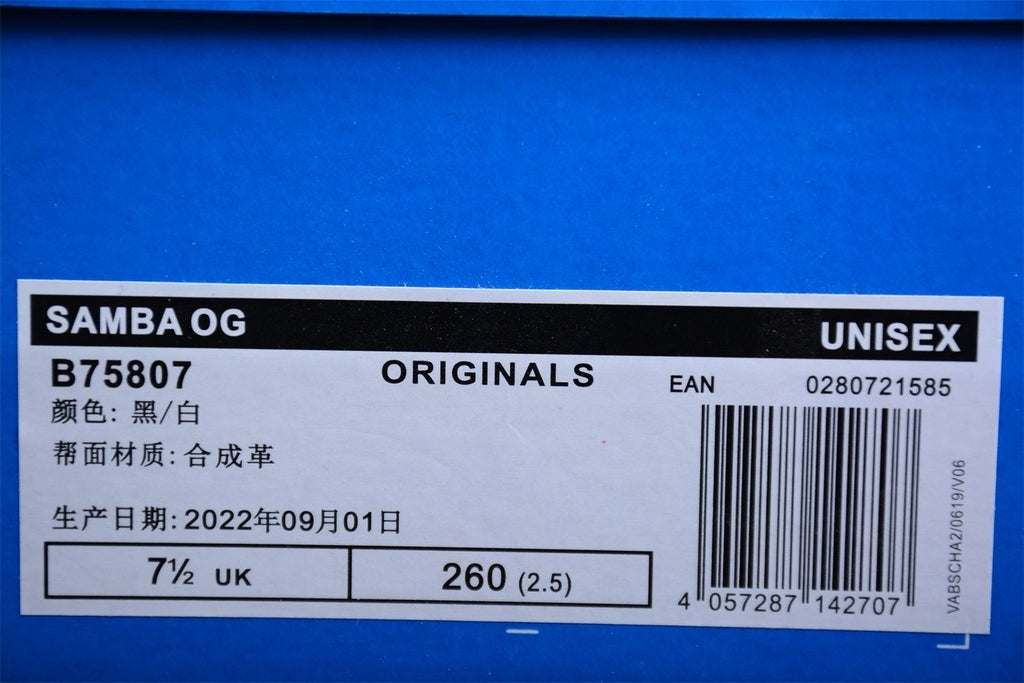 SAMBA OG UNISEX
B75807 ORIGINALS EAN 0280721585
颜色: 黑/白
帮面材质: 合成革
生产日期: 2022年09月01日
7½ UK 260 (2.5)
4 057287 142707
VABSCHA2/0619/V06